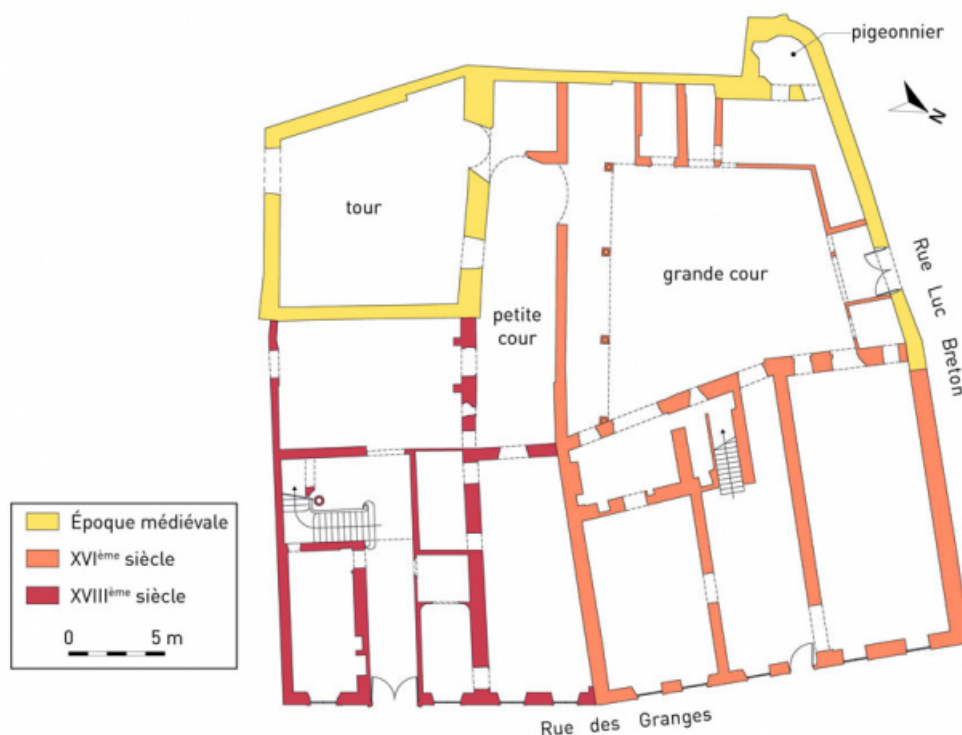 pigeonnier
N
tour
grande cour
petite
cour
Rue Luc Breton
Époque médiévale
XVIème siècle
XVIIIème siècle
0 5 m
Rue des Granges